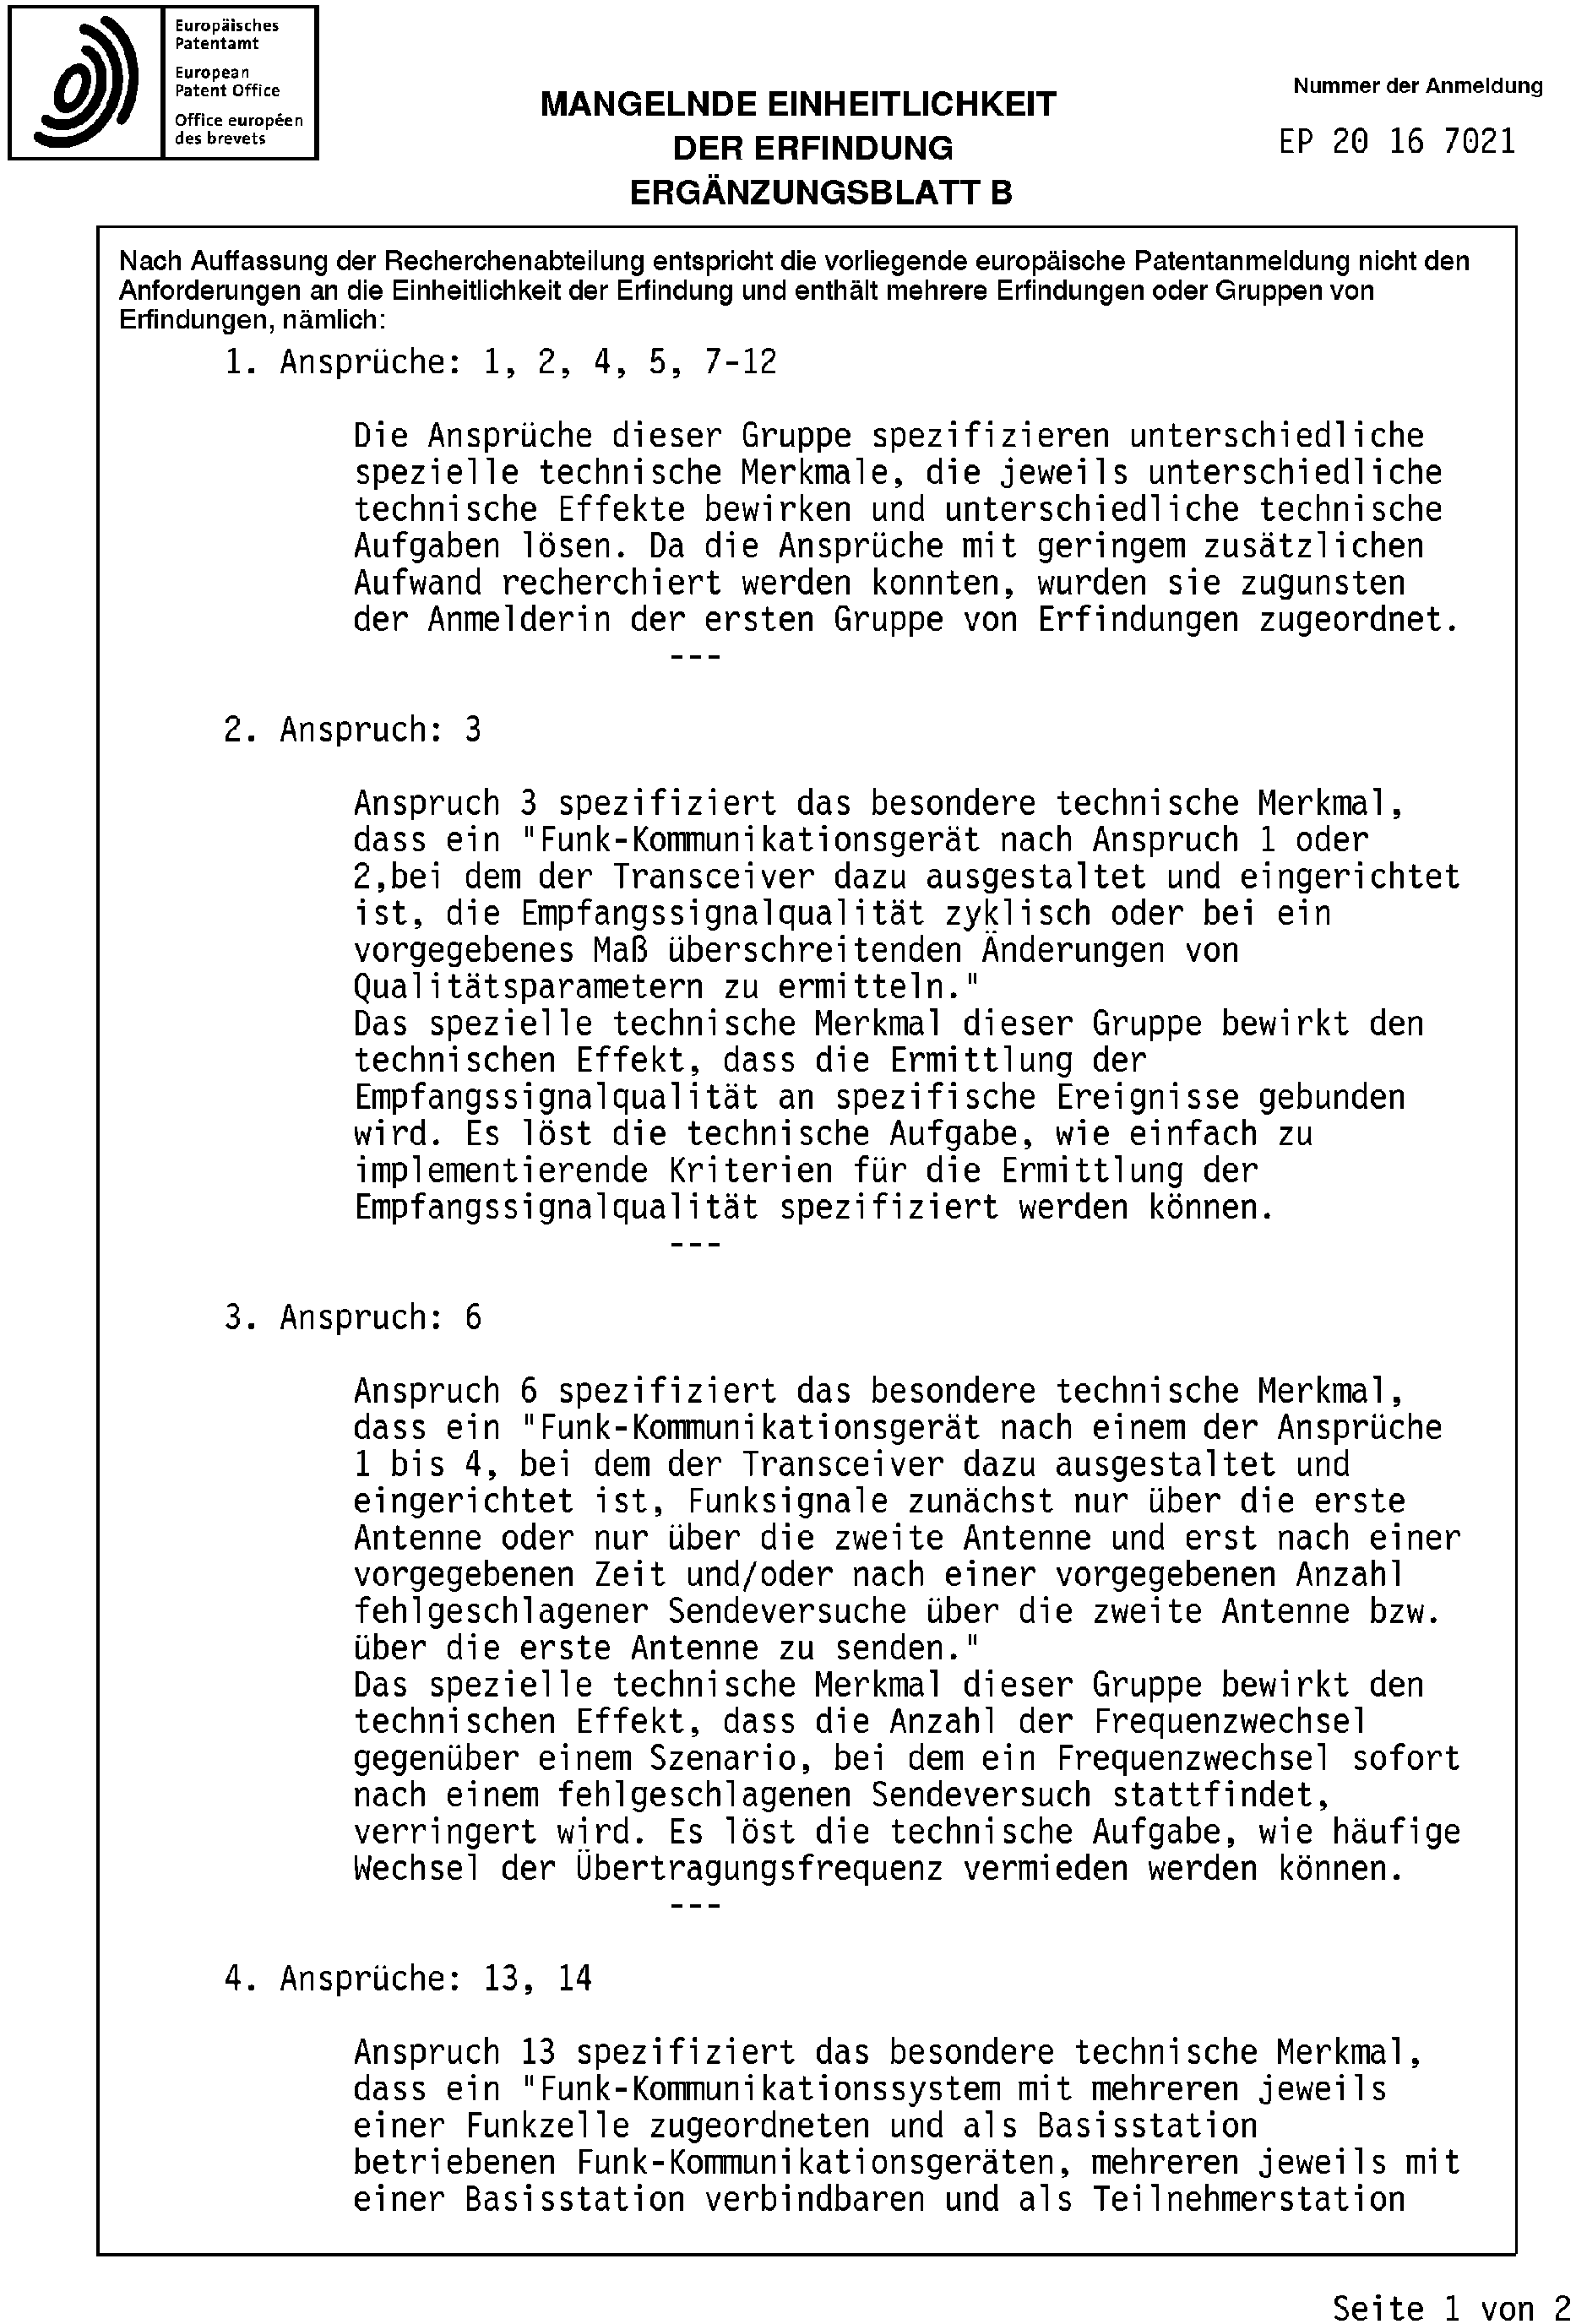 Europäisches
Patentamt
European
Patent Office
Office européen
des brevets
MANGELNDE EINHEITLICHKEIT
DER ERFINDUNG
ERGÄNZUNGSBLATT B
Nummer der Anmeldung
EP 20 16 7021
Nach Auffassung der Recherchenabteilung entspricht die vorliegende europäische Patentanmeldung nicht den
Anforderungen an die Einheitlichkeit der Erfindung und enthält mehrere Erfindungen oder Gruppen von
Erfindungen, nämlich:
1. Ansprüche: 1, 2, 4, 5, 7-12
Die Ansprüche dieser Gruppe spezifizieren unterschiedliche
spezielle technische Merkmale, die jeweils unterschiedliche
technische Effekte bewirken und unterschiedliche technische
Aufgaben lösen. Da die Ansprüche mit geringem zusätzlichen
Aufwand recherchiert werden konnten, wurden sie zugunsten
der Anmelderin der ersten Gruppe von Erfindungen zugeordnet.
---
2. Anspruch: 3
Anspruch 3 spezifiziert das besondere technische Merkmal,
dass ein "Funk-Kommunikationsgerät nach Anspruch 1 oder
2,bei dem der Transceiver dazu ausgestaltet und eingerichtet
ist, die Empfangssignalqualität zyklisch oder bei ein
vorgegebenes Maß überschreitenden Änderungen von
Qualitätsparametern zu ermitteln."
Das spezielle technische Merkmal dieser Gruppe bewirkt den
technischen Effekt, dass die Ermittlung der
Empfangssignalqualität an spezifische Ereignisse gebunden
wird. Es löst die technische Aufgabe, wie einfach zu
implementierende Kriterien für die Ermittlung der
Empfangssignalqualität spezifiziert werden können.
---
3. Anspruch: 6
Anspruch 6 spezifiziert das besondere technische Merkmal,
dass ein "Funk-Kommunikationsgerät nach einem der Ansprüche
1 bis 4, bei dem der Transceiver dazu ausgestaltet und
eingerichtet ist, Funksignale zunächst nur über die erste
Antenne oder nur über die zweite Antenne und erst nach einer
vorgegebenen Zeit und/oder nach einer vorgegebenen Anzahl
fehlgeschlagener Sendeversuche über die zweite Antenne bzw.
über die erste Antenne zu senden."
Das spezielle technische Merkmal dieser Gruppe bewirkt den
technischen Effekt, dass die Anzahl der Frequenzwechsel
gegenüber einem Szenario, bei dem ein Frequenzwechsel sofort
nach einem fehlgeschlagenen Sendeversuch stattfindet,
verringert wird. Es löst die technische Aufgabe, wie häufige
Wechsel der Übertragungsfrequenz vermieden werden können.
---
4. Ansprüche: 13, 14
Anspruch 13 spezifiziert das besondere technische Merkmal,
dass ein "Funk-Kommunikationssystem mit mehreren jeweils
einer Funkzelle zugeordneten und als Basisstation
betriebenen Funk-Kommunikationsgeräten, mehreren jeweils mit
einer Basisstation verbindbaren und als Teilnehmerstation
Seite 1 von 2